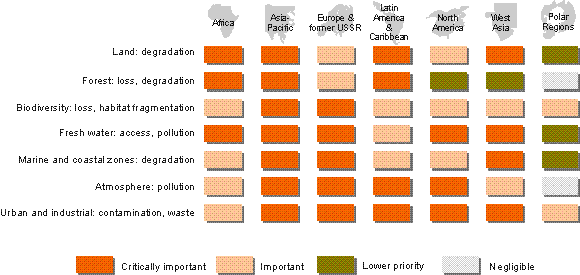 Africa
Asia-
Pacific
Europe &
former USSR
Latin
America
&
Caribbean
North
America
West
Asia
Polar
Regions
Land: degradation
Forest: loss, degradation
Biodiversity: loss, habitat fragmentation
Fresh water: access, pollution
Marine and coastal zones: degradation
Atmosphere: pollution
Urban and industrial: contamination, waste
Critically important
Important
Lower priority
Negligible